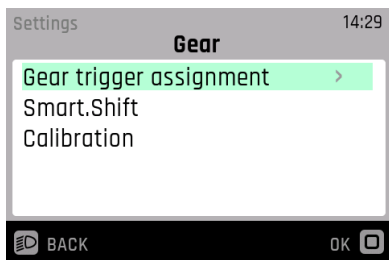 Settings 14:29
Gear
Gear trigger assignment >
Smart.Shift
Calibration
BACK OK